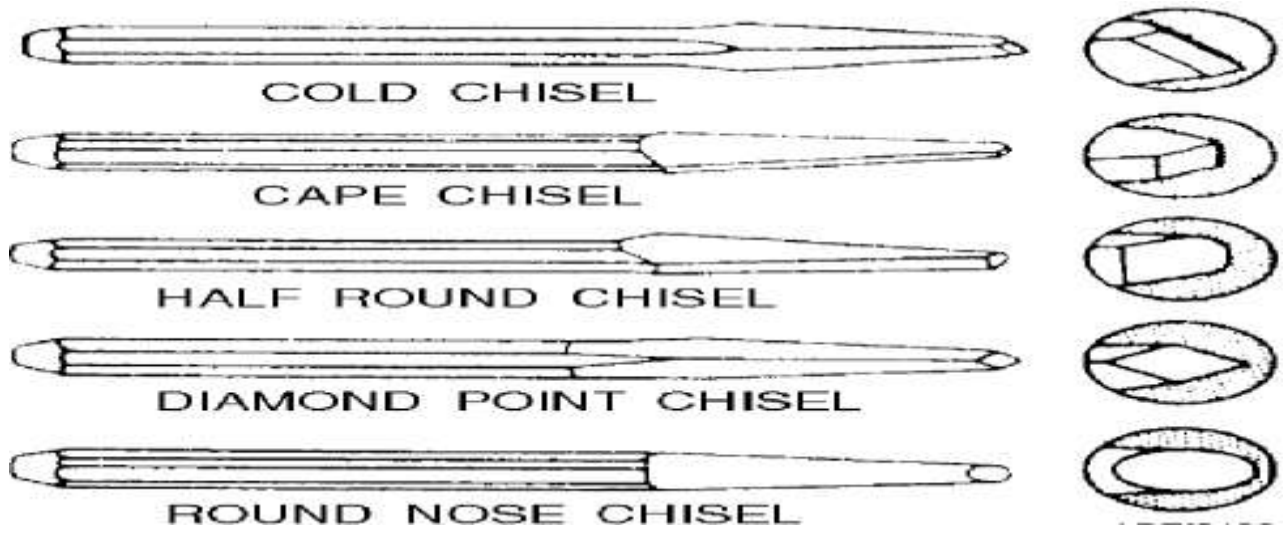 COLD CHISEL
CAPE CHISEL
HALF ROUND CHISEL
DIAMOND POINT CHISEL
ROUND NOSE CHISEL